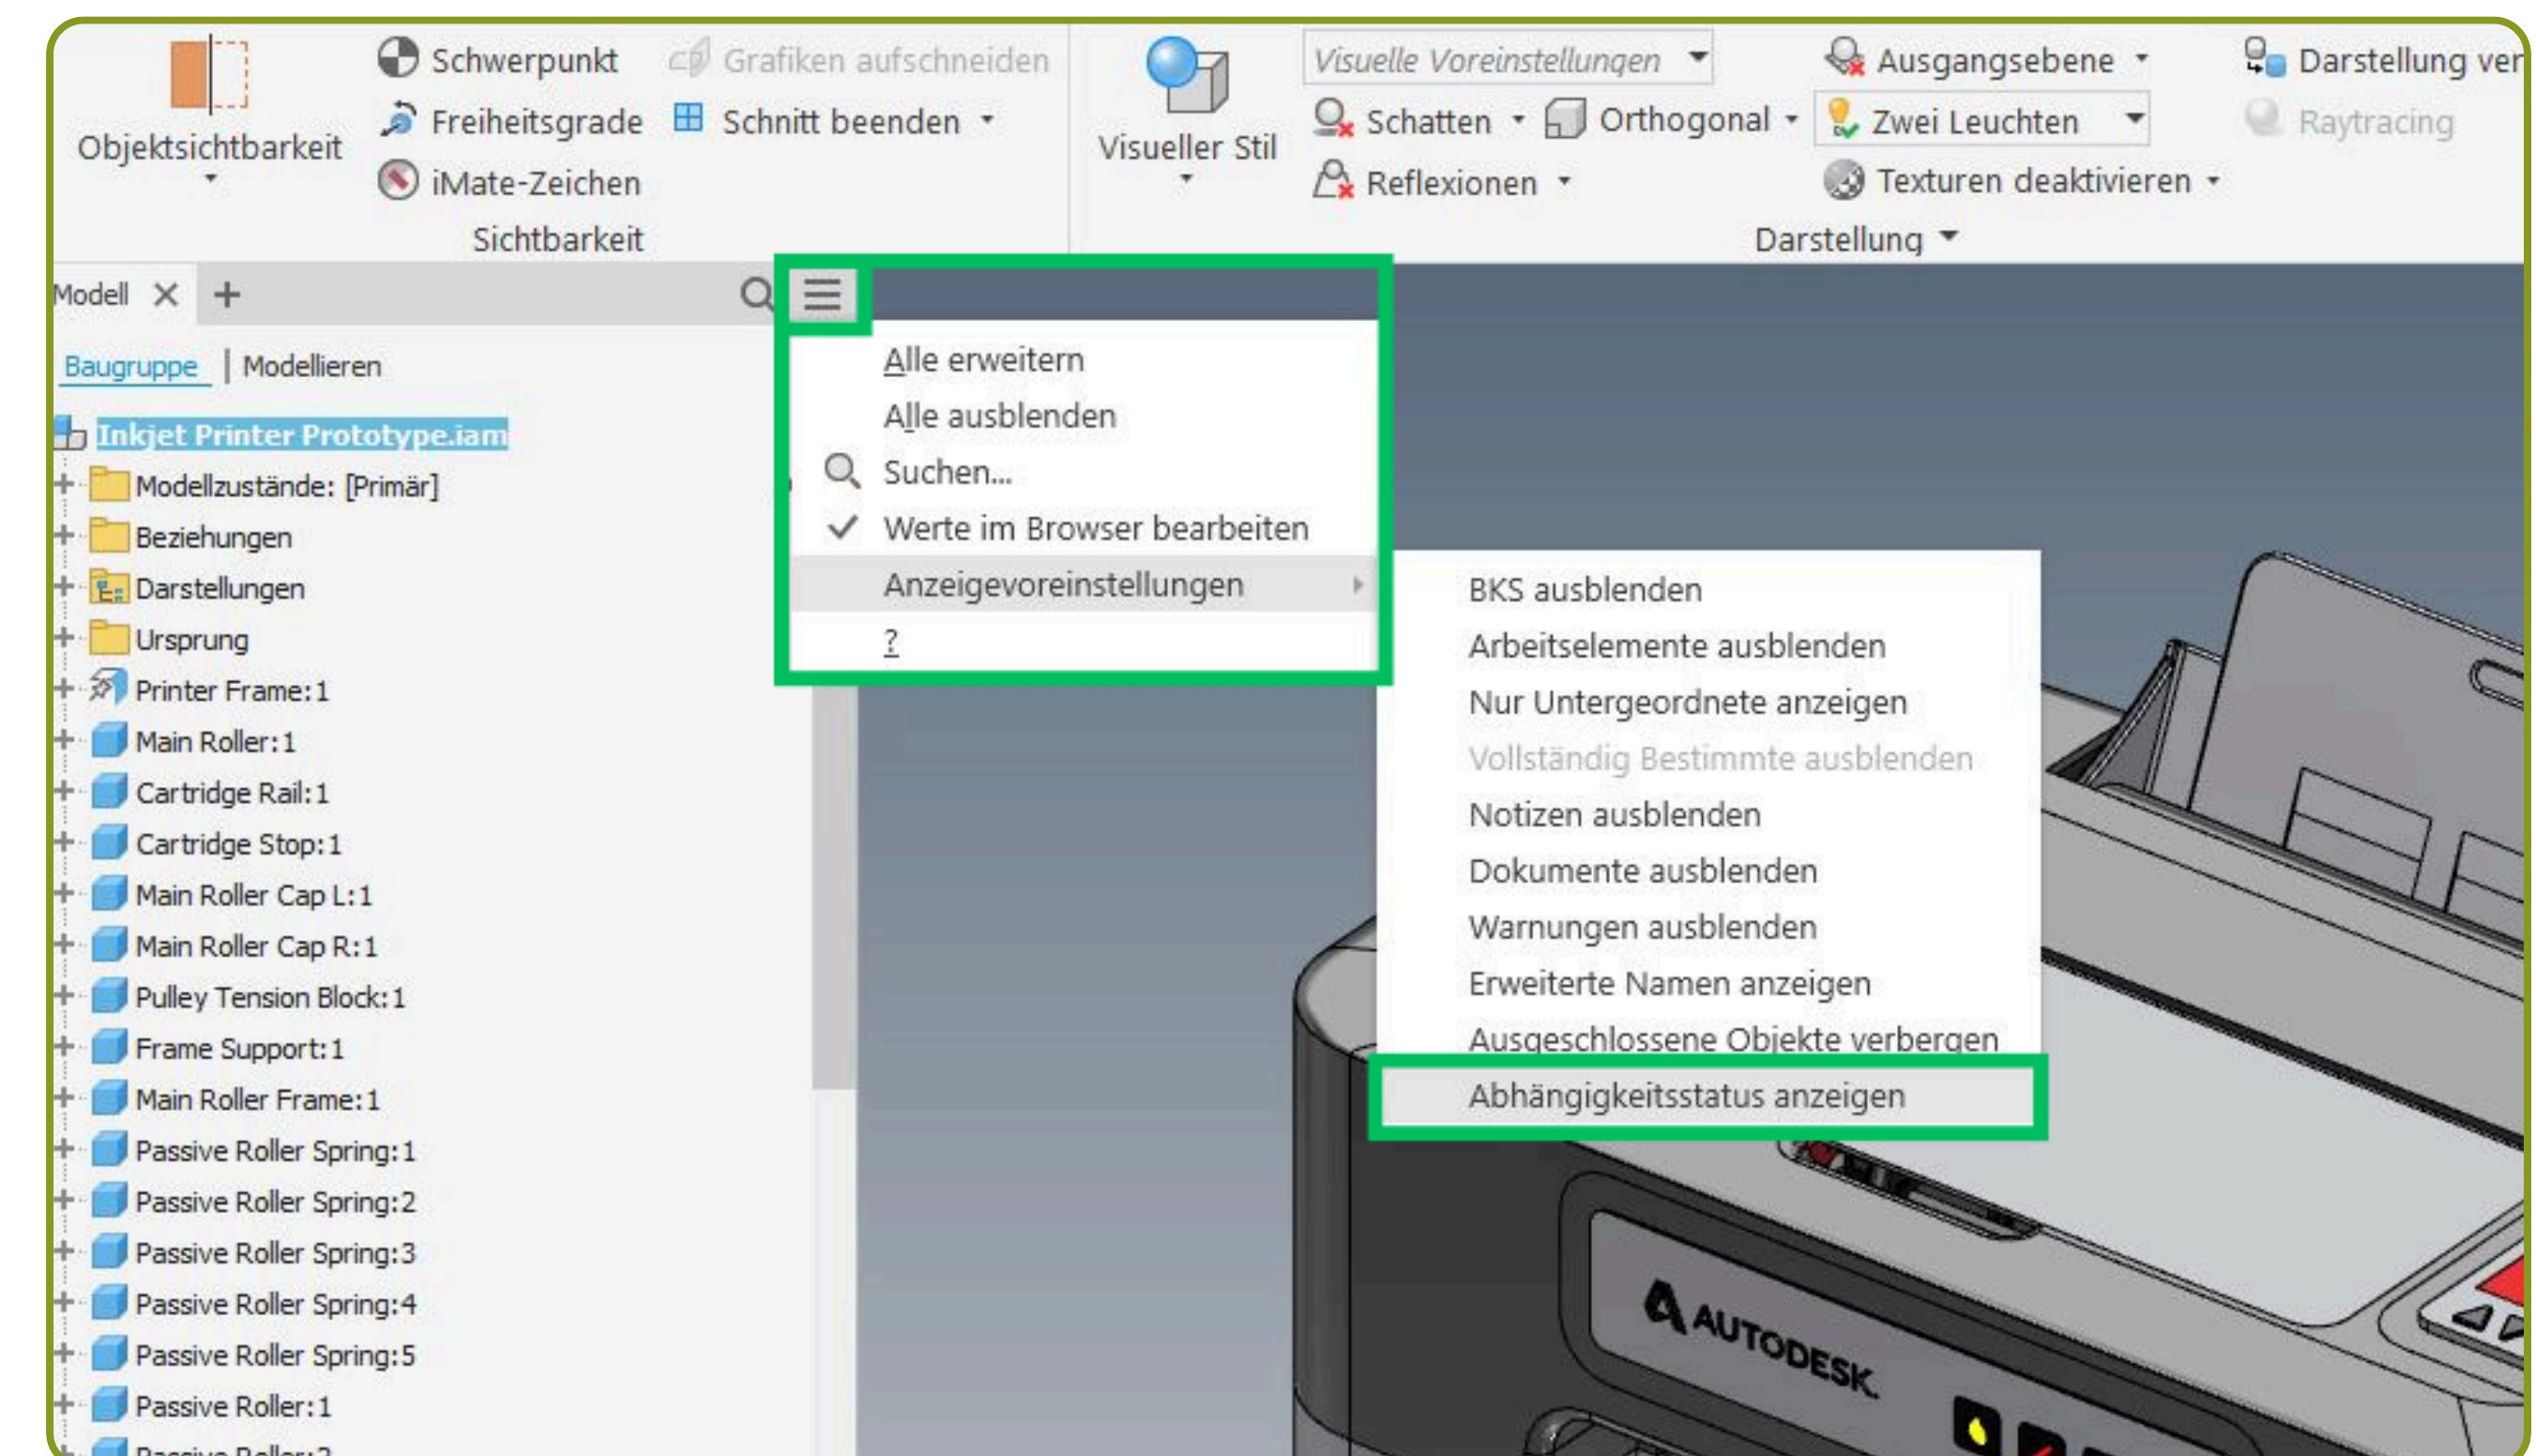 Objektsichtbarkeit
Schwerpunkt
Freiheitsgrade
iMate-Zeichen
Grafiken aufschneiden
Schnitt beenden
Sichtbarkeit
Visueller Stil
Visuelle Voreinstellungen
Schatten
Orthogonal
Reflexionen
Ausgangsebene
Zwei Leuchten
Texturen deaktivieren
Darstellung ver
Raytracing
Darstellung
Modell
Baugruppe | Modellieren
Inkjet Printer Prototype.iam
Modellzustände: [Primär]
Beziehungen
Darstellungen
Ursprung
Printer Frame:1
Main Roller:1
Cartridge Rail:1
Cartridge Stop:1
Main Roller Cap L:1
Main Roller Cap R:1
Pulley Tension Block:1
Frame Support:1
Main Roller Frame:1
Passive Roller Spring:1
Passive Roller Spring:2
Passive Roller Spring:3
Passive Roller Spring:4
Passive Roller Spring:5
Passive Roller:1
Passive Roller:2
Alle erweitern
Alle ausblenden
Suchen...
Werte im Browser bearbeiten
Anzeigevoreinstellungen
?
BKS ausblenden
Arbeitselemente ausblenden
Nur Untergeordnete anzeigen
Vollständig Bestimmte ausblenden
Notizen ausblenden
Dokumente ausblenden
Warnungen ausblenden
Erweiterte Namen anzeigen
Ausgeschlossene Objekte verbergen
Abhängigkeitsstatus anzeigen
AUTODESK.